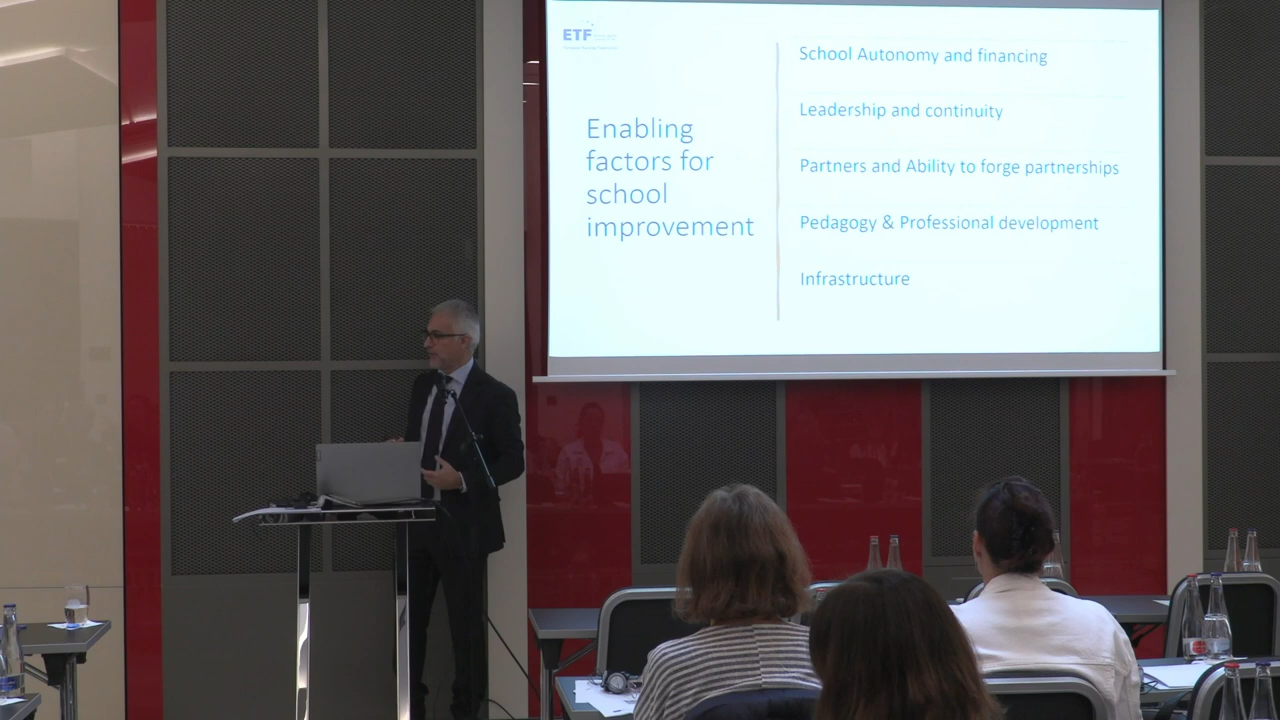 ETF
Enabling
factors for
school
improvement
School Autonomy and financing
Leadership and continuity
Partners and Ability to forge partnerships
Pedagogy & Professional development
Infrastructure